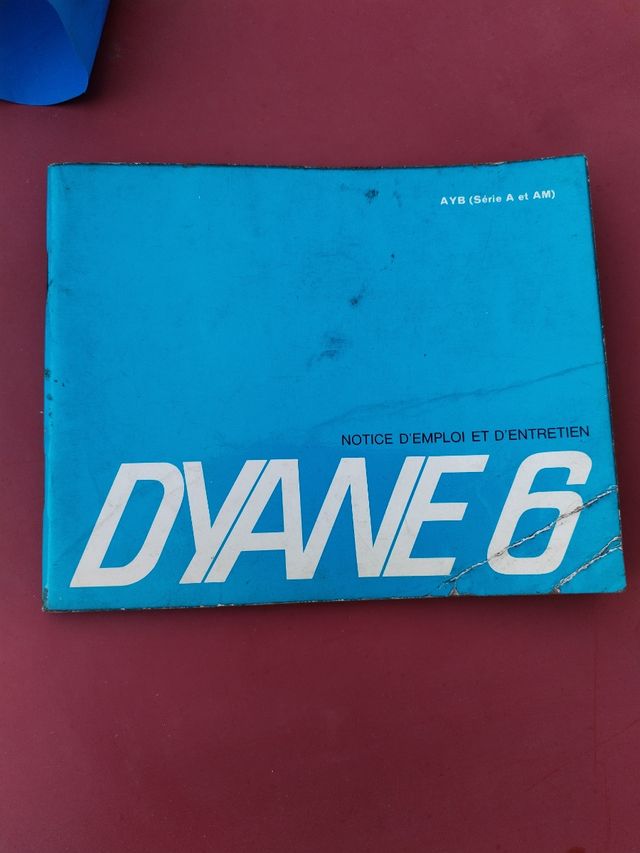 AYB (Série A et AM)
NOTICE D'EMPLOI ET D'ENTRETIEN
DYANE 6